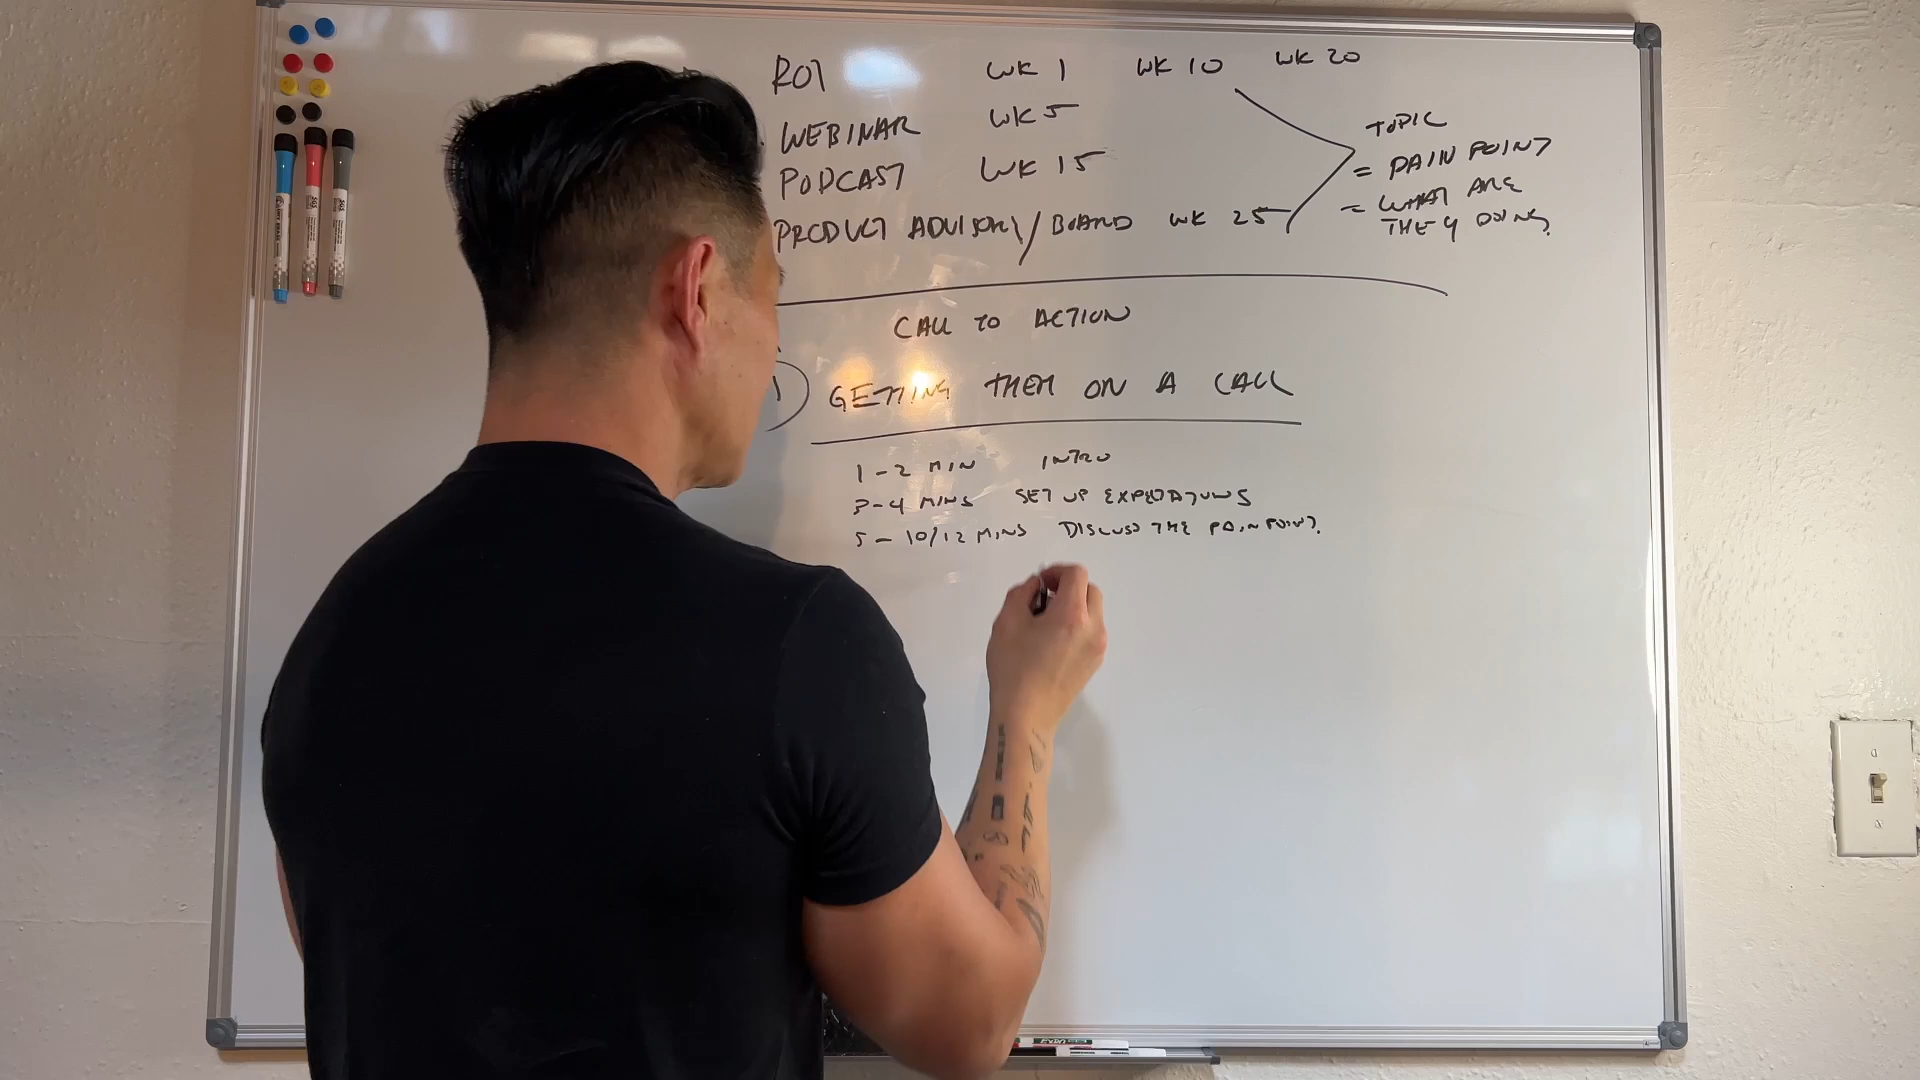 ROI WK 1 WK 10 WK 20
WEBINAR WK 5
PODCAST WK 15
PRODUCT ADVISORY/BOARD WK 25
TOPIC
= PAIN POINT
= WHAT ARE
THEY DOING
CALL TO ACTION
1) GETTING THEM ON A CALL
1-2 MIN INTRO
3-4 MINS SET UP EXPECTATIONS
5-10/12 MINS DISCUSS THE PAIN POINT.